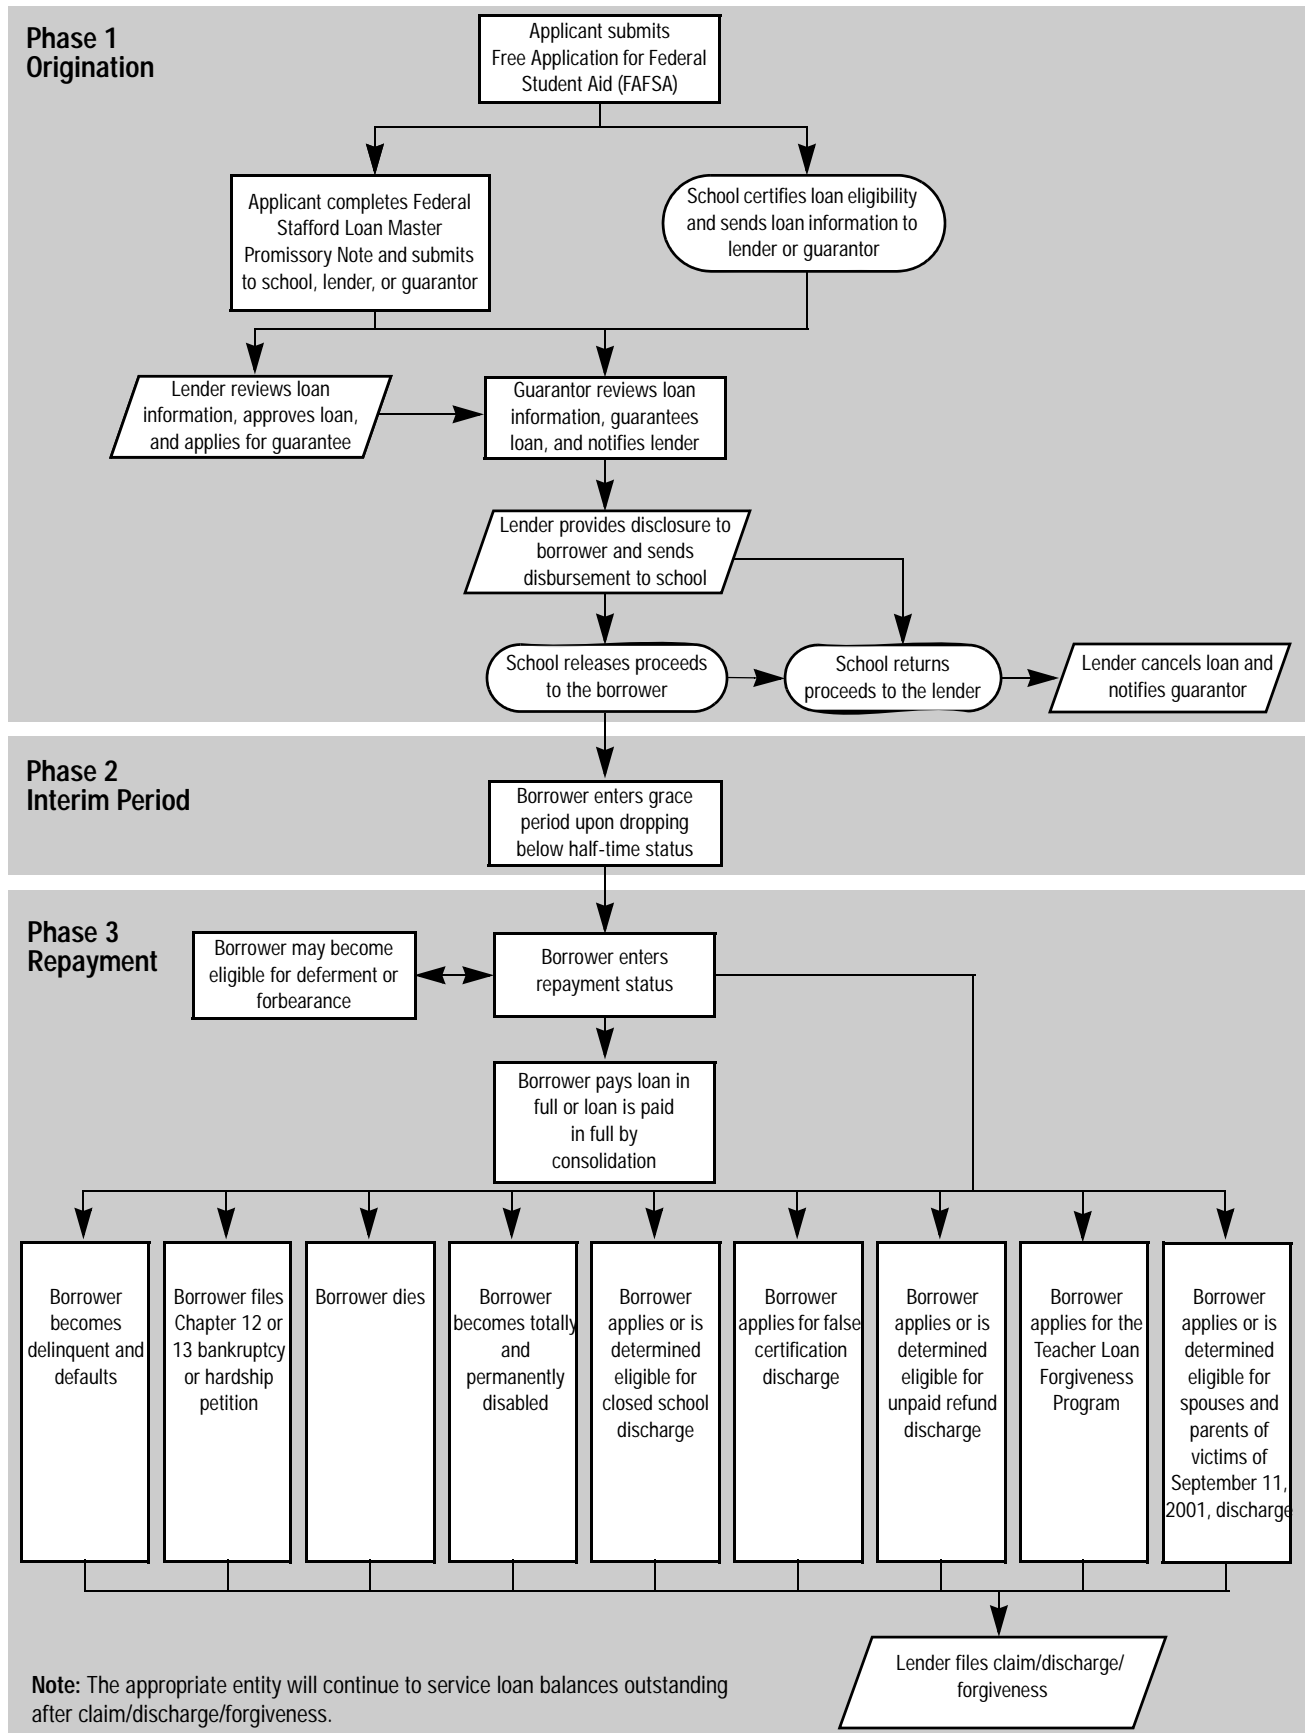 Phase 1
Origination
Applicant submits
Free Application for Federal
Student Aid (FAFSA)
Applicant completes Federal
Stafford Loan Master
Promissory Note and submits
to school, lender, or guarantor
School certifies loan eligibility
and sends loan information to
lender or guarantor
Lender reviews loan
information, approves loan,
and applies for guarantee
Guarantor reviews loan
information, guarantees
loan, and notifies lender
Lender provides disclosure to
borrower and sends
disbursement to school
School releases proceeds
to the borrower
School returns
proceeds to the lender
Lender cancels loan and
notifies guarantor
Phase 2
Interim Period
Borrower enters grace
period upon dropping
below half-time status
Phase 3
Repayment
Borrower may become
eligible for deferment or
forbearance
Borrower enters
repayment status
Borrower pays loan in
full or loan is paid
in full by
consolidation
Borrower
becomes
delinquent and
defaults
Borrower files
Chapter 12 or
13 bankruptcy
or hardship
petition
Borrower dies
Borrower
becomes totally
and
permanently
disabled
Borrower
applies or is
determined
eligible for
closed school
discharge
Borrower
applies for false
certification
discharge
Borrower
applies or is
determined
eligible for
unpaid refund
discharge
Borrower
applies for the
Teacher Loan
Forgiveness
Program
Borrower
applies or is
determined
eligible for
spouses and
parents of
victims of
September 11,
2001, discharge
Lender files claim/discharge/
forgiveness
Note: The appropriate entity will continue to service loan balances outstanding
after claim/discharge/forgiveness.